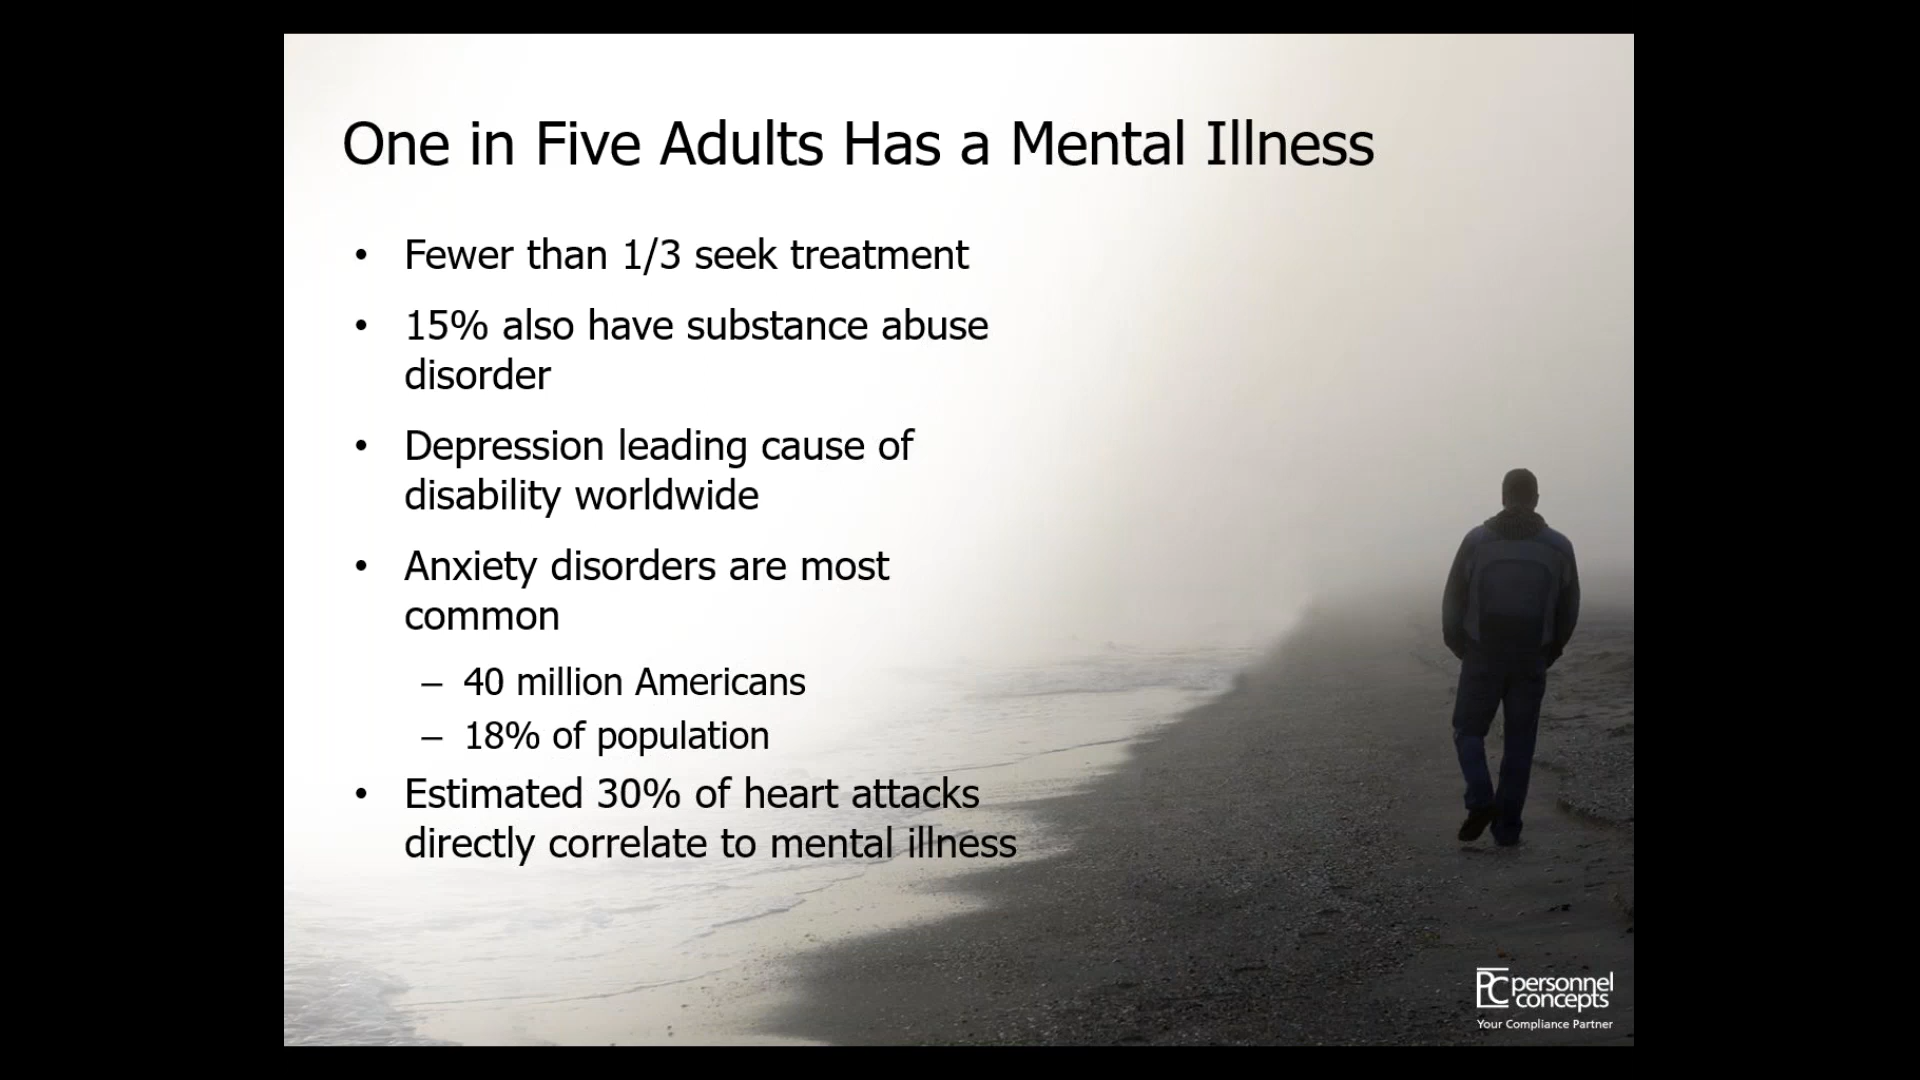 One in Five Adults Has a Mental Illness
• Fewer than 1/3 seek treatment
• 15% also have substance abuse
disorder
• Depression leading cause of
disability worldwide
• Anxiety disorders are most
common
– 40 million Americans
– 18% of population
• Estimated 30% of heart attacks
directly correlate to mental illness
PC personnel
concepts
Your Compliance Partner